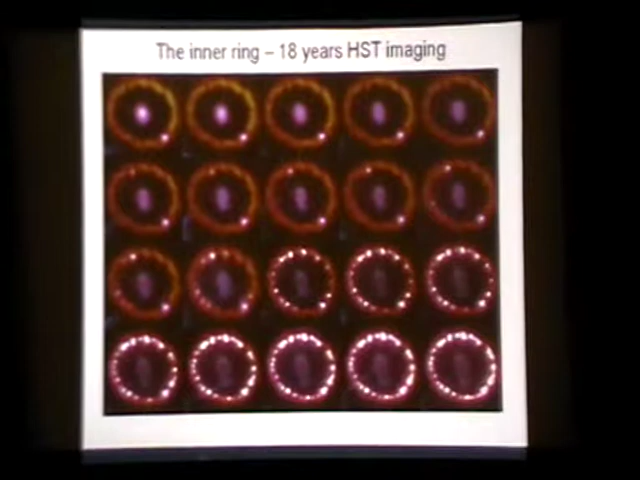 The inner ring – 18 years HST imaging